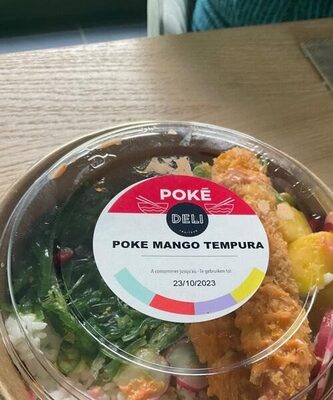 POKÉ
DELI
POKE MANGO TEMPURA
A consommer jusqu'au - Te gebruiken tot:
23/10/2023